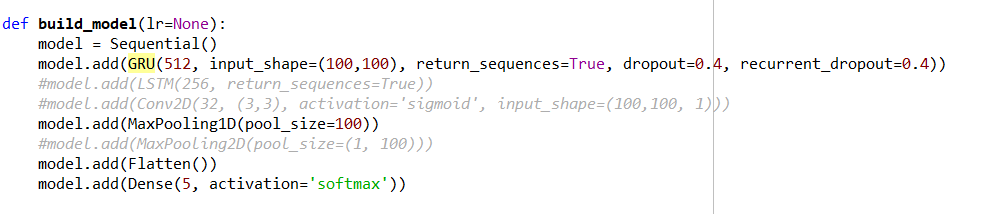 def build_model(lr=None):
    model = Sequential()
    model.add(GRU(512, input_shape=(100,100), return_sequences=True, dropout=0.4, recurrent_dropout=0.4))
    #model.add(LSTM(256, return_sequences=True))
    #model.add(Conv2D(32, (3,3), activation='sigmoid', input_shape=(100,100, 1)))
    model.add(MaxPooling1D(pool_size=100))
    #model.add(MaxPooling2D(pool_size=(1, 100)))
    model.add(Flatten())
    model.add(Dense(5, activation='softmax'))